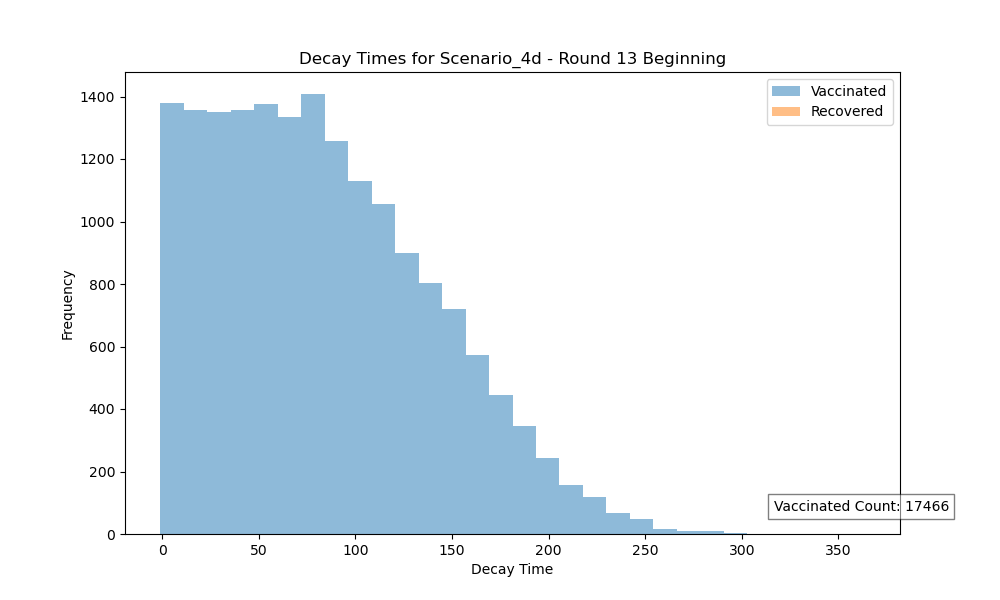 Decay Times for Scenario_4d - Round 13 Beginning
Vaccinated
Recovered
1400
1200
1000
800
600
400
200
0
Frequency
Vaccinated Count: 17466
0 50 100 150 200 250 300 350
Decay Time